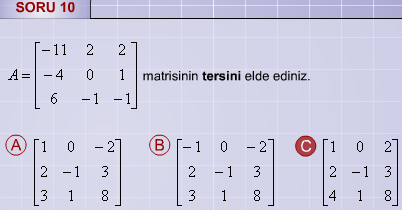 SORU 10
-11 2 2
A = -4 0 1 matrisinin tersini elde ediniz.
6 -1 -1
A B C
1 0 -2 -1 0 -2 1 0 2
2 -1 3 2 -1 3 2 -1 3
3 1 8 3 1 8 4 1 8